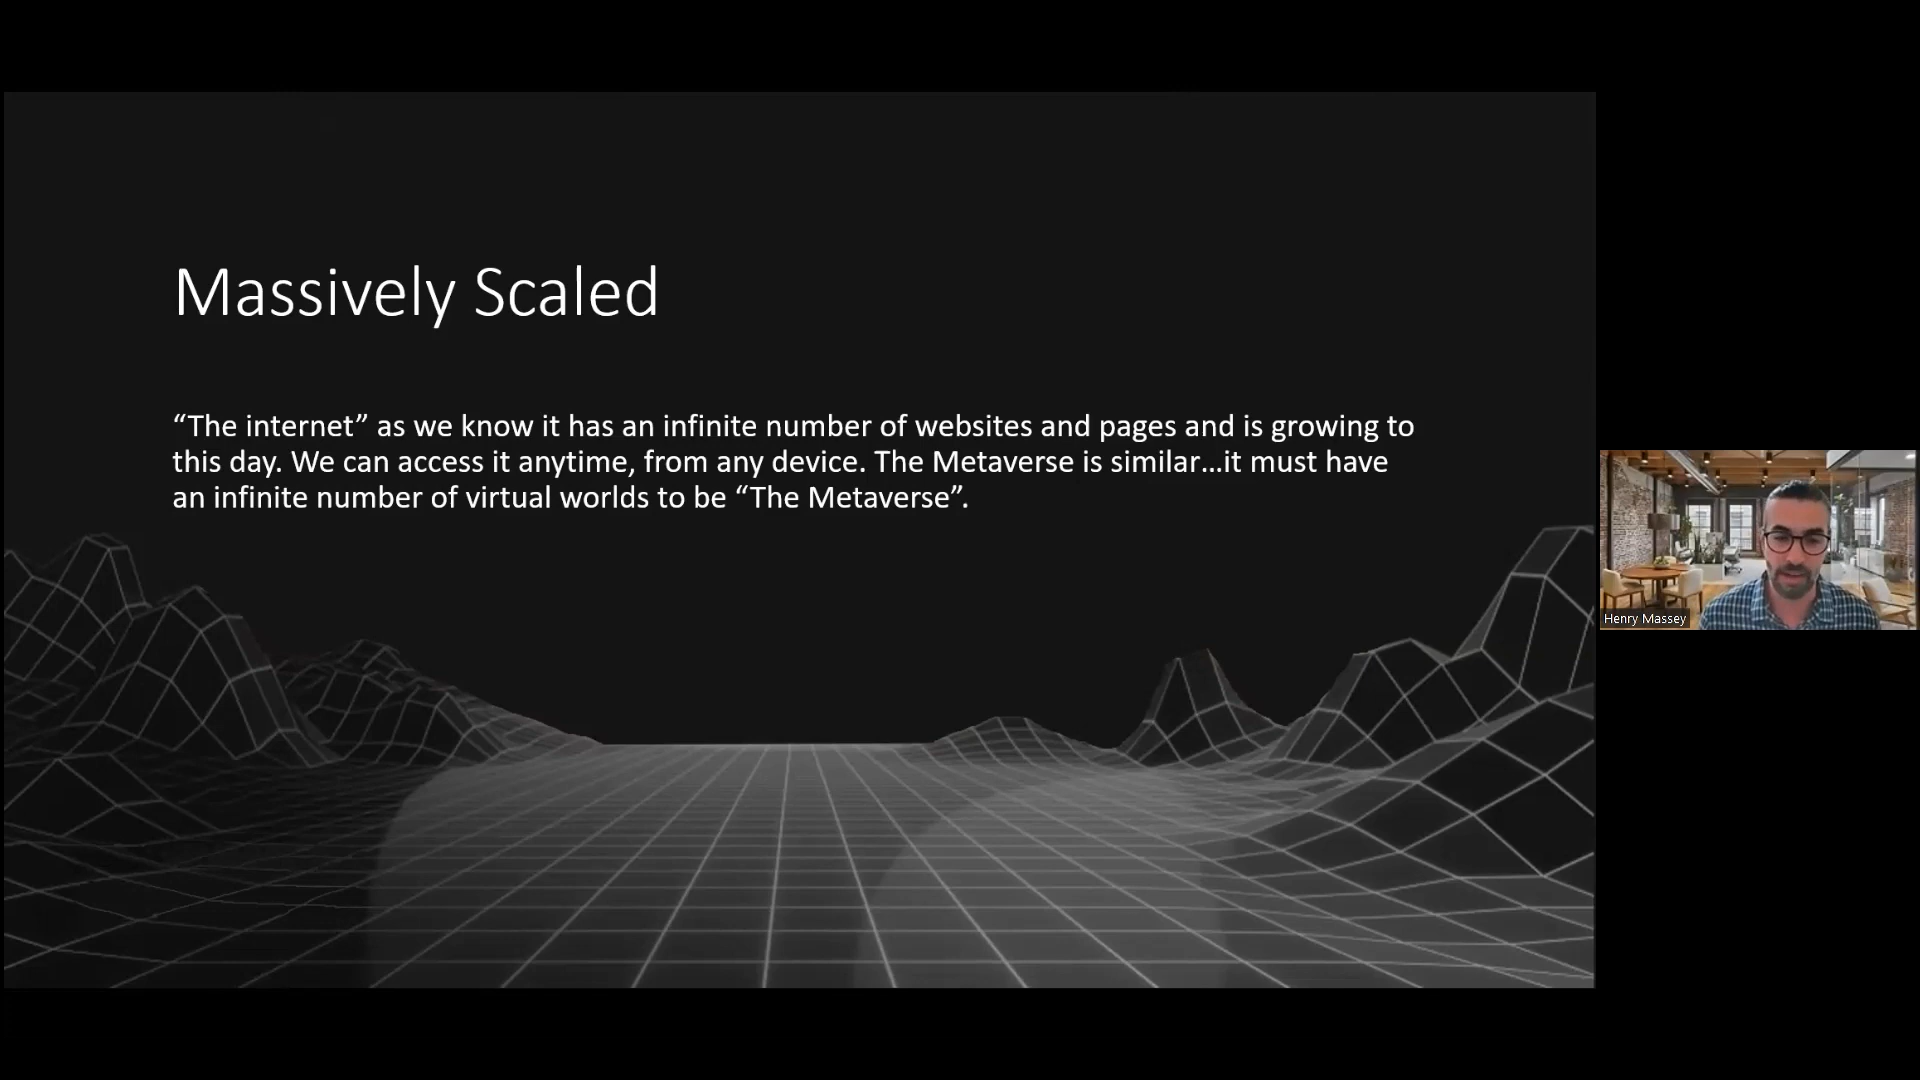 Massively Scaled
“The internet” as we know it has an infinite number of websites and pages and is growing to
this day. We can access it anytime, from any device. The Metaverse is similar…it must have
an infinite number of virtual worlds to be “The Metaverse”.
Henry Massey